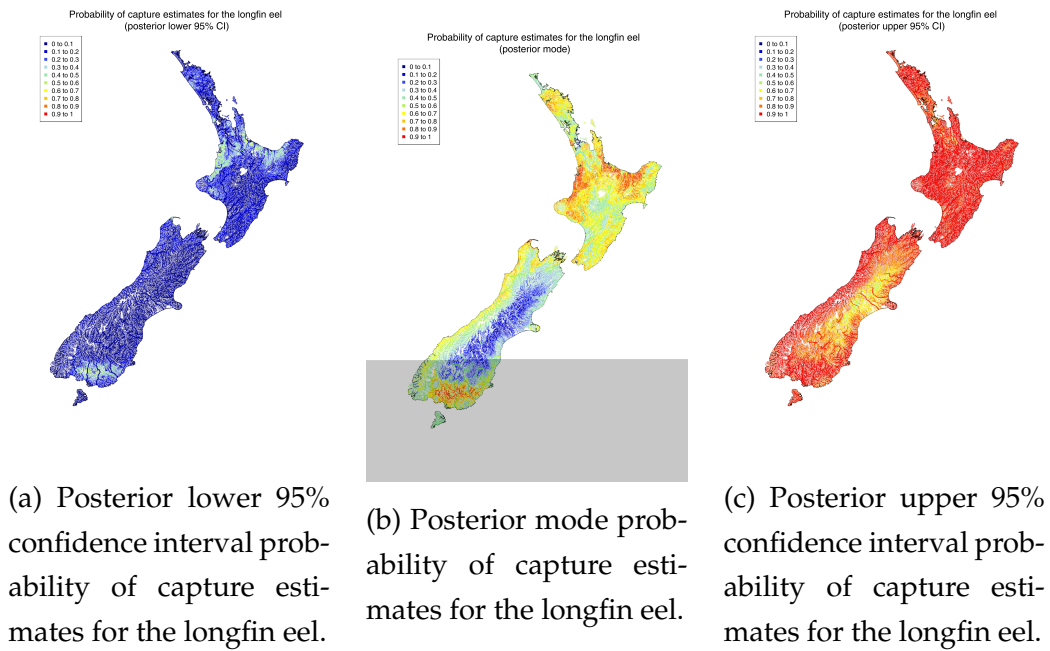 Probability of capture estimates for the longfin eel
(posterior lower 95% CI)
0 to 0.1
0.1 to 0.2
0.2 to 0.3
0.3 to 0.4
0.4 to 0.5
0.5 to 0.6
0.6 to 0.7
0.7 to 0.8
0.8 to 0.9
0.9 to 1
(a) Posterior lower 95%
confidence interval prob-
ability of capture esti-
mates for the longfin eel.
Probability of capture estimates for the longfin eel
(posterior mode)
0 to 0.1
0.1 to 0.2
0.2 to 0.3
0.3 to 0.4
0.4 to 0.5
0.5 to 0.6
0.6 to 0.7
0.7 to 0.8
0.8 to 0.9
0.9 to 1
(b) Posterior mode prob-
ability of capture esti-
mates for the longfin eel.
Probability of capture estimates for the longfin eel
(posterior upper 95% CI)
0 to 0.1
0.1 to 0.2
0.2 to 0.3
0.3 to 0.4
0.4 to 0.5
0.5 to 0.6
0.6 to 0.7
0.7 to 0.8
0.8 to 0.9
0.9 to 1
(c) Posterior upper 95%
confidence interval prob-
ability of capture esti-
mates for the longfin eel.